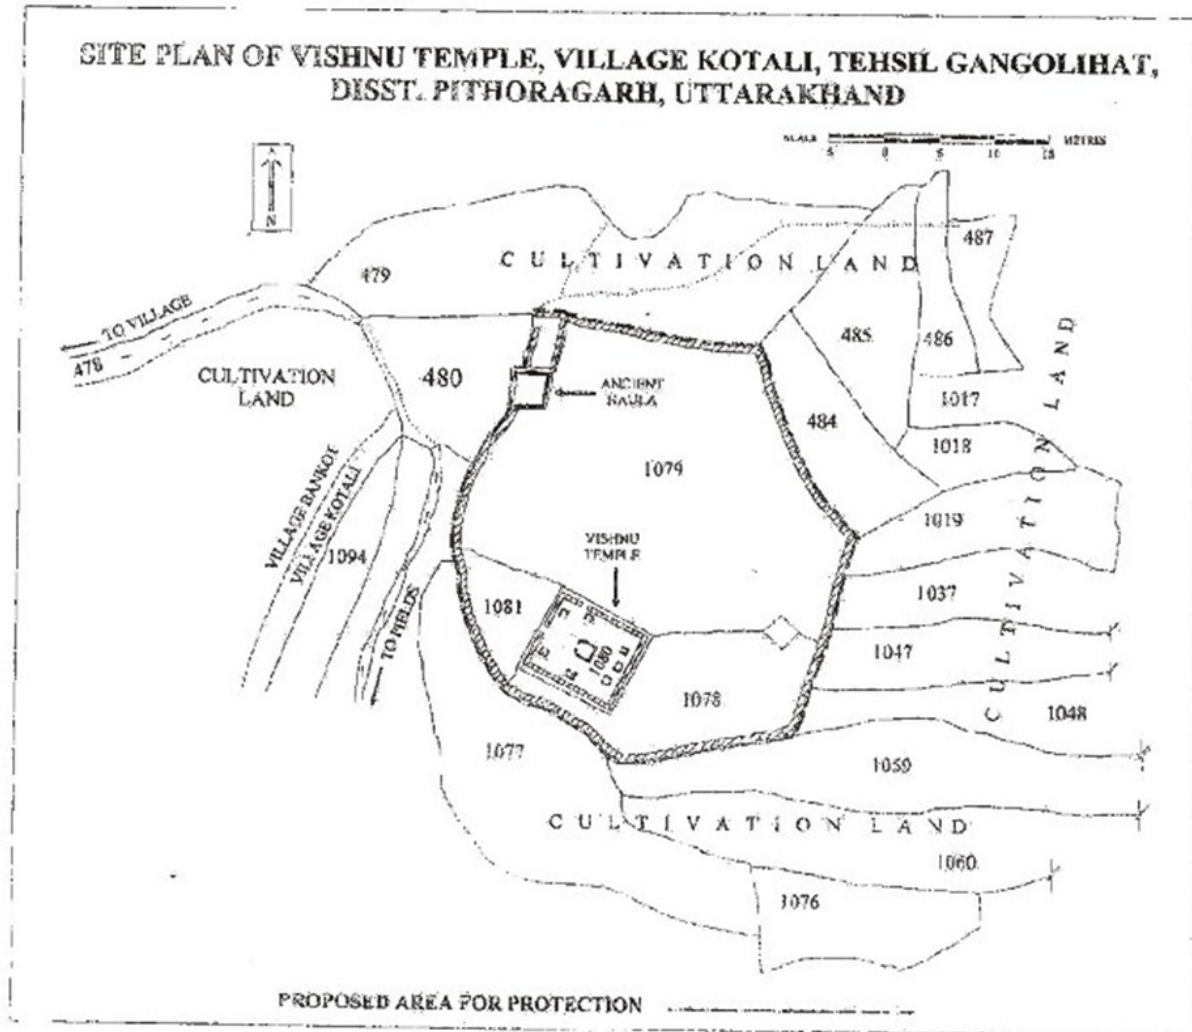 SITE PLAN OF VISHNU TEMPLE, VILLAGE KOTALI, TEHSIL GANGOLIHAT,
DISST. PITHORAGARH, UTTARAKHAND
SCALE 5 0 5 10 15 METRES
N
487
CULTIVATION LAND
479
TO VILLAGE
478
CULTIVATION
LAND
480
485
486
ANCIENT
NAULA
1017
484
1018
1079
VILLAGE BANKOT
VILLAGE KOTALI
1094
TO FIELDS
VISHNU
TEMPLE
1019
CULTIVATION LAND
1037
1081
1080
1047
1078
1048
1077
1059
CULTIVATION LAND
1060
1076
PROPOSED AREA FOR PROTECTION